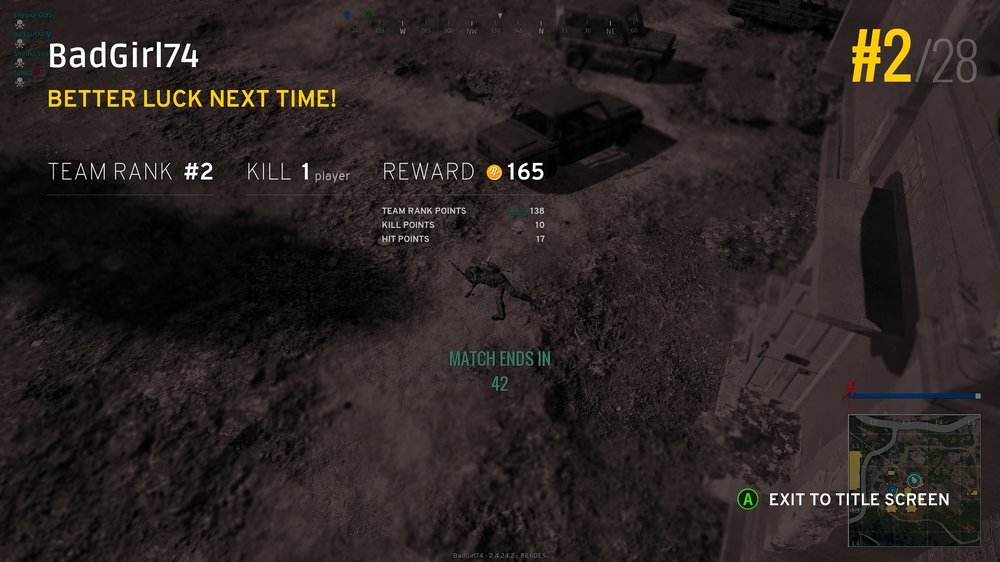 BadGirl74
#2/28
BETTER LUCK NEXT TIME!
TEAM RANK #2 KILL 1 player REWARD 165
TEAM RANK POINTS 138
KILL POINTS 10
HIT POINTS 17
MATCH ENDS IN
42
A EXIT TO TITLE SCREEN